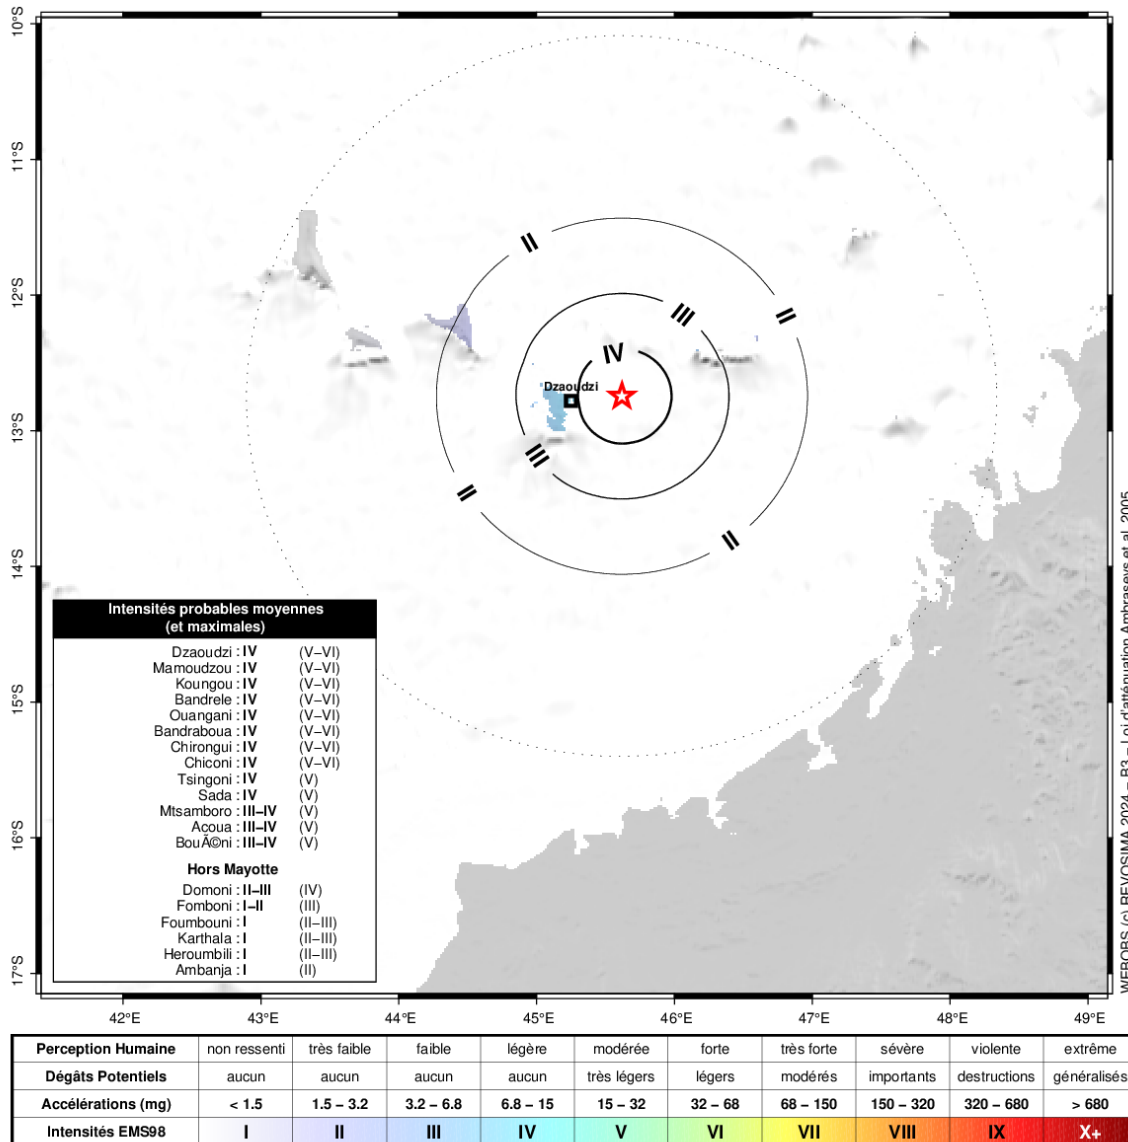 10°S
11°S
12°S
13°S
14°S
15°S
16°S
17°S
II
III
II
IV
Dzaoudzi
III
II
II
Intensités probables moyennes
(et maximales)
Dzaoudzi : IV (V–VI)
Mamoudzou : IV (V–VI)
Koungou : IV (V–VI)
Bandrele : IV (V–VI)
Ouangani : IV (V–VI)
Bandraboua : IV (V–VI)
Chirongui : IV (V–VI)
Chiconi : IV (V–VI)
Tsingoni : IV (V)
Sada : IV (V)
Mtsamboro : III–IV (V)
Acoua : III–IV (V)
BouÃ©ni : III–IV (V)
Hors Mayotte
Domoni : II–III (IV)
Fomboni : I–II (III)
Foumbouni : I (II–III)
Karthala : I (II–III)
Heroumbili : I (II–III)
Ambanja : I (II)
WEBOBS (c) REVOSIMA 2024 – B3 – Loi d'atténuation Ambraseys et al. 2005
42°E 43°E 44°E 45°E 46°E 47°E 48°E 49°E
Perception Humaine non ressenti très faible faible légère modérée forte très forte sévère violente extrême
Dégâts Potentiels aucun aucun aucun aucun très légers légers modérés importants destructions généralisés
Accélérations (mg) < 1.5 1.5 – 3.2 3.2 – 6.8 6.8 – 15 15 – 32 32 – 68 68 – 150 150 – 320 320 – 680 > 680
Intensités EMS98 I II III IV V VI VII VIII IX X+